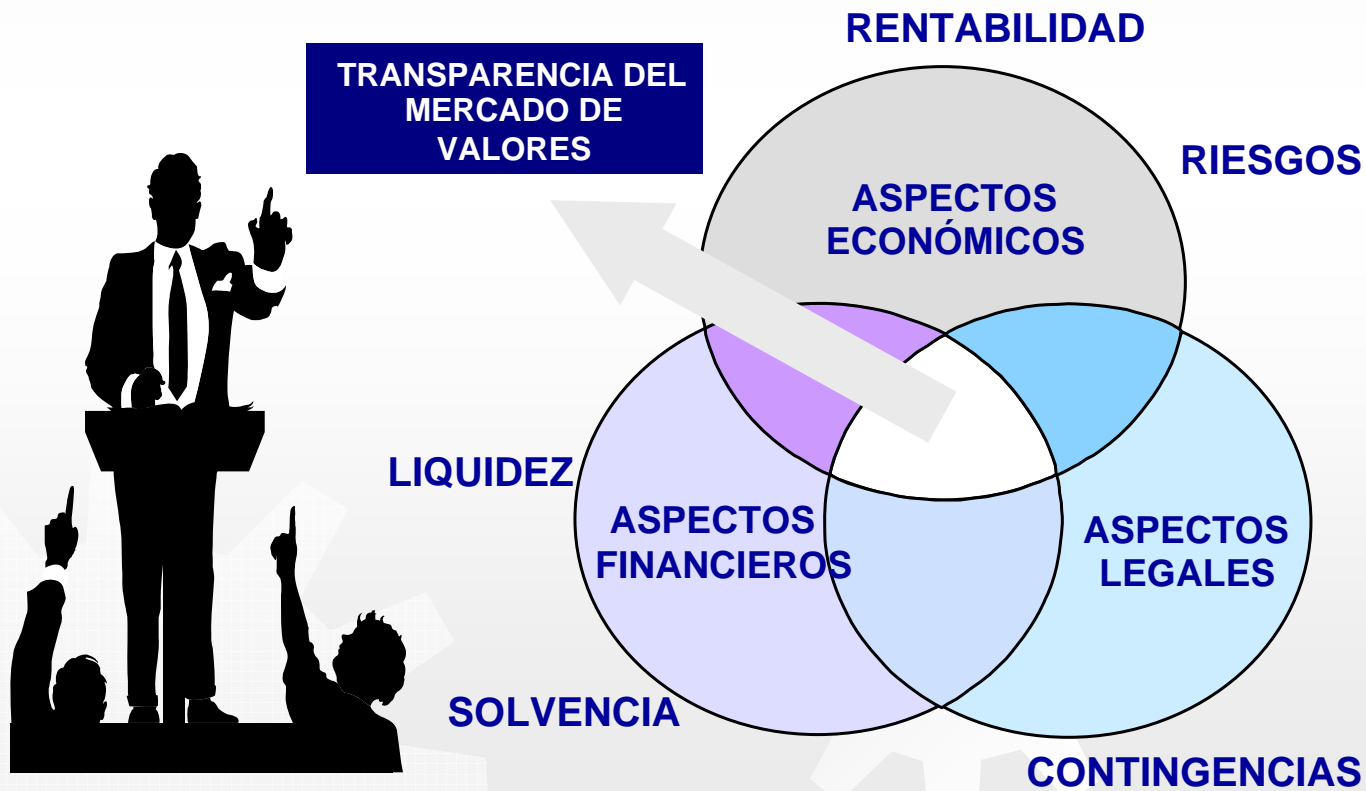 RENTABILIDAD
TRANSPARENCIA DEL
MERCADO DE
VALORES
RIESGOS
ASPECTOS
ECONÓMICOS
LIQUIDEZ
ASPECTOS
FINANCIEROS
ASPECTOS
LEGALES
SOLVENCIA
CONTINGENCIAS